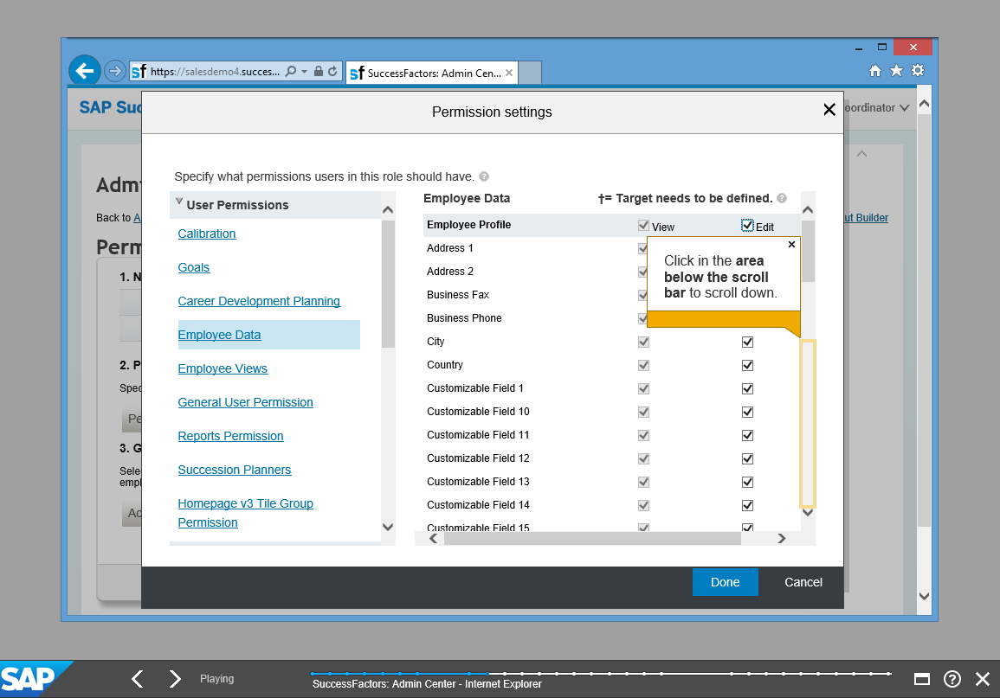 sf https://salesdemo4.succes...
sf SuccessFactors: Admin Cen...
SAP Suc
oordinator
Permission settings
Adm
Back to A
ut Builder
Perm
1. N
2. P
Spec
Pe
3. G
Sele
empl
Ad
Specify what permissions users in this role should have.
User Permissions
Calibration
Goals
Career Development Planning
Employee Data
Employee Views
General User Permission
Reports Permission
Succession Planners
Homepage v3 Tile Group
Permission
Employee Data
†= Target needs to be defined.
Employee Profile View Edit
Address 1
Address 2
Business Fax
Business Phone
City
Country
Customizable Field 1
Customizable Field 10
Customizable Field 11
Customizable Field 12
Customizable Field 13
Customizable Field 14
Customizable Field 15
Click in the area
below the scroll
bar to scroll down.
Done
Cancel
SAP
Playing
SuccessFactors: Admin Center - Internet Explorer